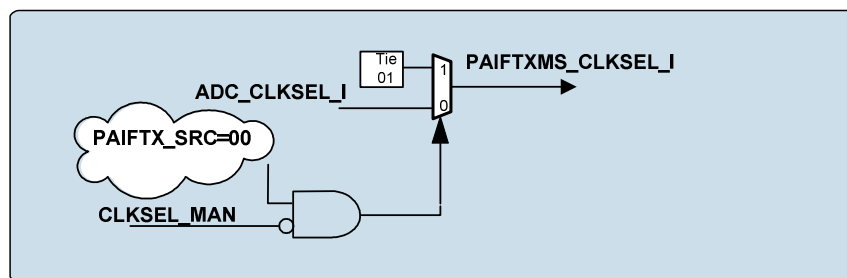 Tie
01
1
PAIFTXMS_CLKSEL_I
ADC_CLKSEL_I
0
PAIFTX_SRC=00
CLKSEL_MAN